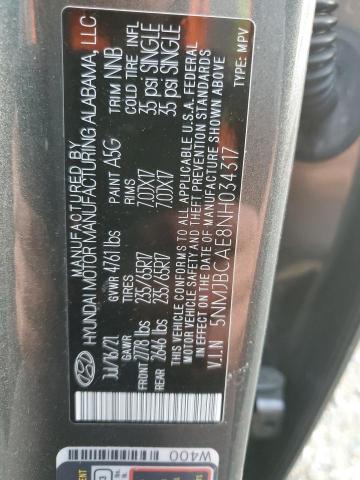 MANUFACTURED BY
HYUNDAI MOTOR MANUFACTURING ALABAMA, LLC
GVWR 4761 lbs PAINT A5G TRIM NNB
GAWR TIRES RIMS COLD TIRE INFL
FRONT 2778 lbs 235/65R17 7.0JX17 35 psi SINGLE
REAR 2646 lbs 235/65R17 7.0JX17 35 psi SINGLE
THIS VEHICLE CONFORMS TO ALL APPLICABLE U.S.A. FEDERAL
MOTOR VEHICLE SAFETY AND THEFT PREVENTION STANDARDS
IN EFFECT ON THE DATE OF MANUFACTURE SHOWN ABOVE
V.I.N 5NMJBCAE8NH034317 TYPE: MPV
W400